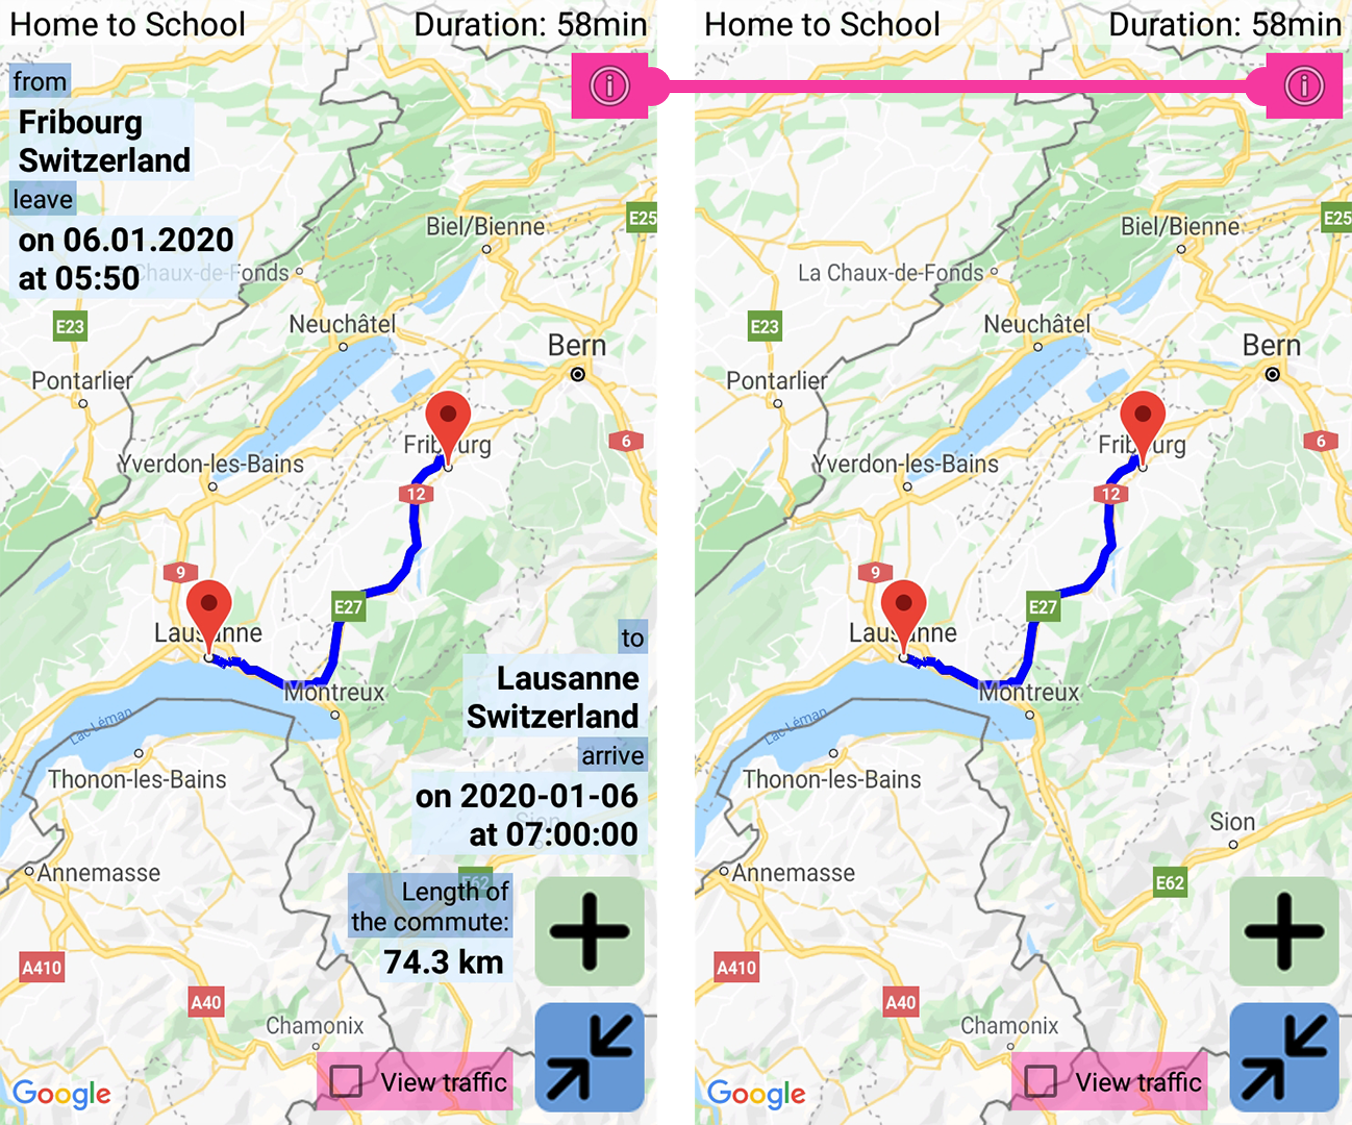 Home to School
Duration: 58min
from
Fribourg
Switzerland
leave
on 06.01.2020
at 05:50
Chaux-de-Fonds
Biel/Bienne
E25
E23
Neuchâtel
Bern
Pontarlier
Fribourg
6
Yverdon-les-Bains
12
9
E27
Lausanne
to
Lausanne
Switzerland
Montreux
Lac Léman
arrive
Thonon-les-Bains
on 2020-01-06
at 07:00:00
Sion
Annemasse
E62
Length of
the commute:
74.3 km
A410
A40
Chamonix
View traffic
Google
Home to School
Duration: 58min
Biel/Bienne
E25
La Chaux-de-Fonds
E23
Neuchâtel
Bern
Pontarlier
Fribourg
6
Yverdon-les-Bains
12
9
E27
Lausanne
Montreux
Lac Léman
Thonon-les-Bains
Sion
Annemasse
E62
A410
A40
Chamonix
View traffic
Google